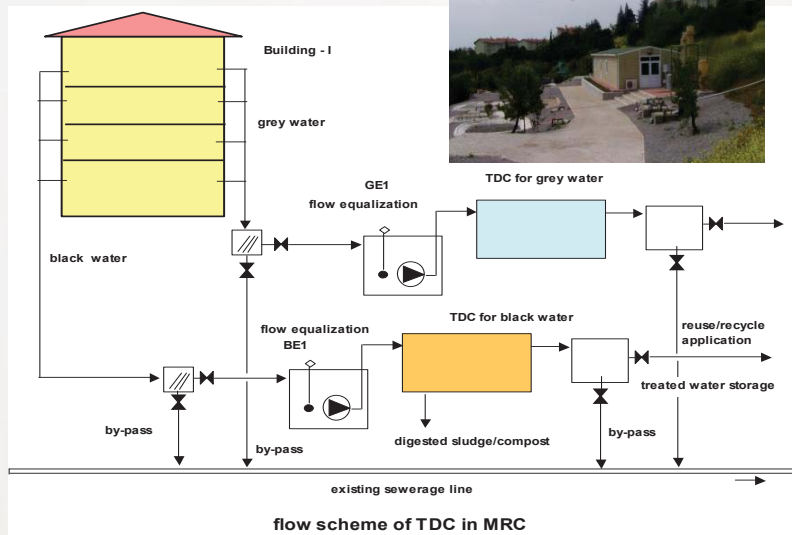 Building - I
grey water
GE1
flow equalization
TDC for grey water
black water
flow equalization
BE1
TDC for black water
reuse/recycle
application
treated water storage
by-pass
by-pass
digested sludge/compost
by-pass
existing sewerage line
flow scheme of TDC in MRC